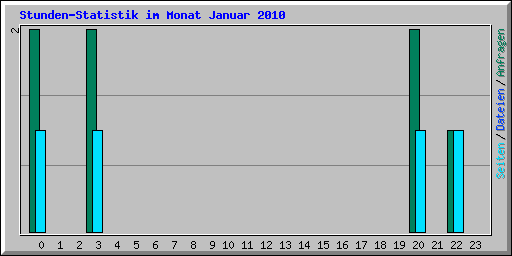 Stunden-Statistik im Monat Januar 2010
2
Seiten / Dateien / Anfragen
0 1 2 3 4 5 6 7 8 9 10 11 12 13 14 15 16 17 18 19 20 21 22 23